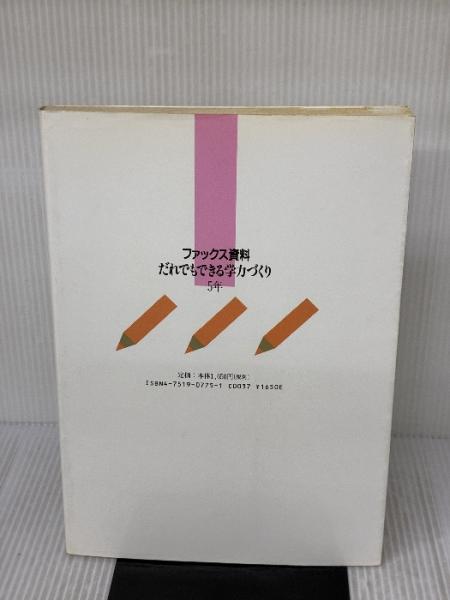 ファックス資料
だれでもできる学力づくり
5年
定価:本体1,650円(税別)
ISBN4-7519-0775-1 C0037 ¥1650E